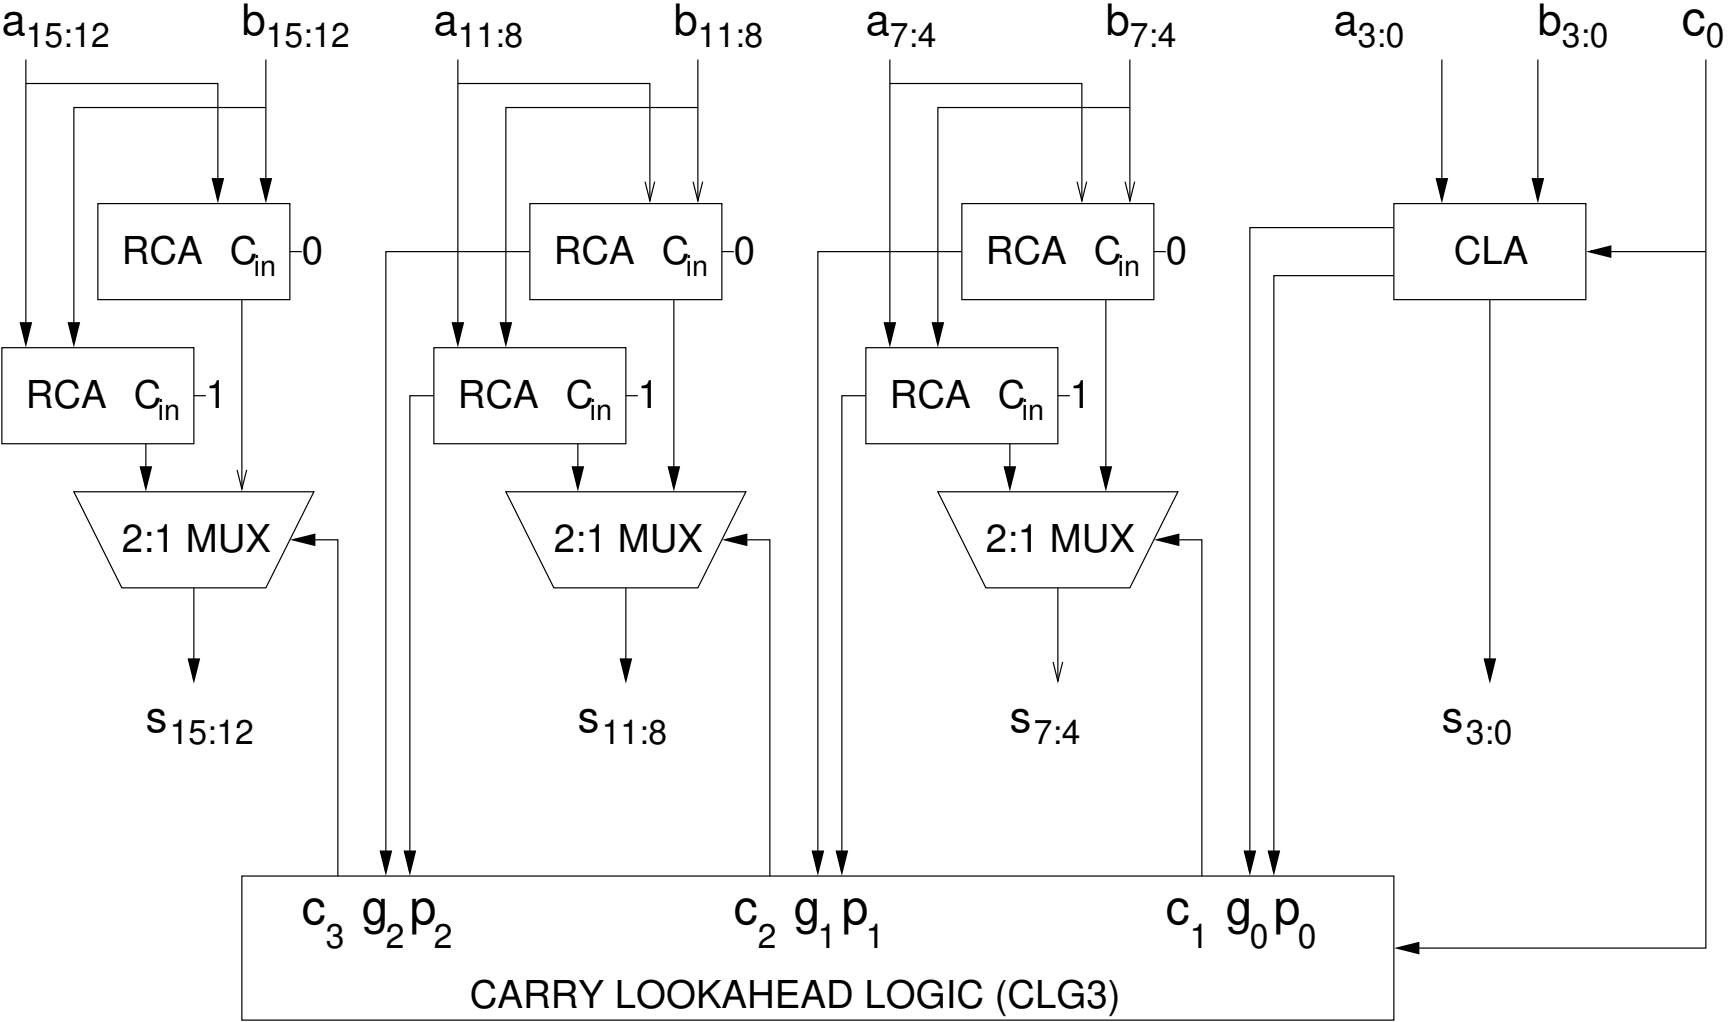 a15:12 b15:12 a11:8 b11:8 a7:4 b7:4 a3:0 b3:0 c0
RCA Cin 0 RCA Cin 0 RCA Cin 0 CLA
RCA Cin 1 RCA Cin 1 RCA Cin 1
2:1 MUX 2:1 MUX 2:1 MUX
s15:12 s11:8 s7:4 s3:0
c3 g2 p2 c2 g1 p1 c1 g0 p0
CARRY LOOKAHEAD LOGIC (CLG3)